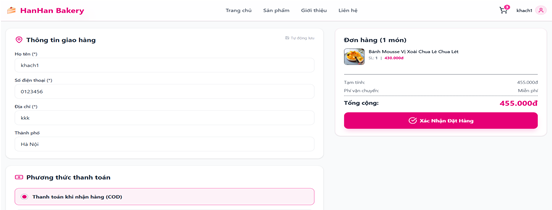 HanHan Bakery
Trang chủ
Sản phẩm
Giới thiệu
Liên hệ
0
khach1
Thông tin giao hàng
Tự động lưu
Họ tên (*)
khach1
Số điện thoại (*)
0123456
Địa chỉ (*)
kkk
Thành phố
Hà Nội
Phương thức thanh toán
Thanh toán khi nhận hàng (COD)
Đơn hàng (1 món)
Bánh Mousse Vị Xoài Chua Lè Chua Lét
SL: 1 | 430.000đ
Tạm tính: 455.000đ
Phí vận chuyển: Miễn phí
Tổng cộng: 455.000đ
Xác Nhận Đặt Hàng